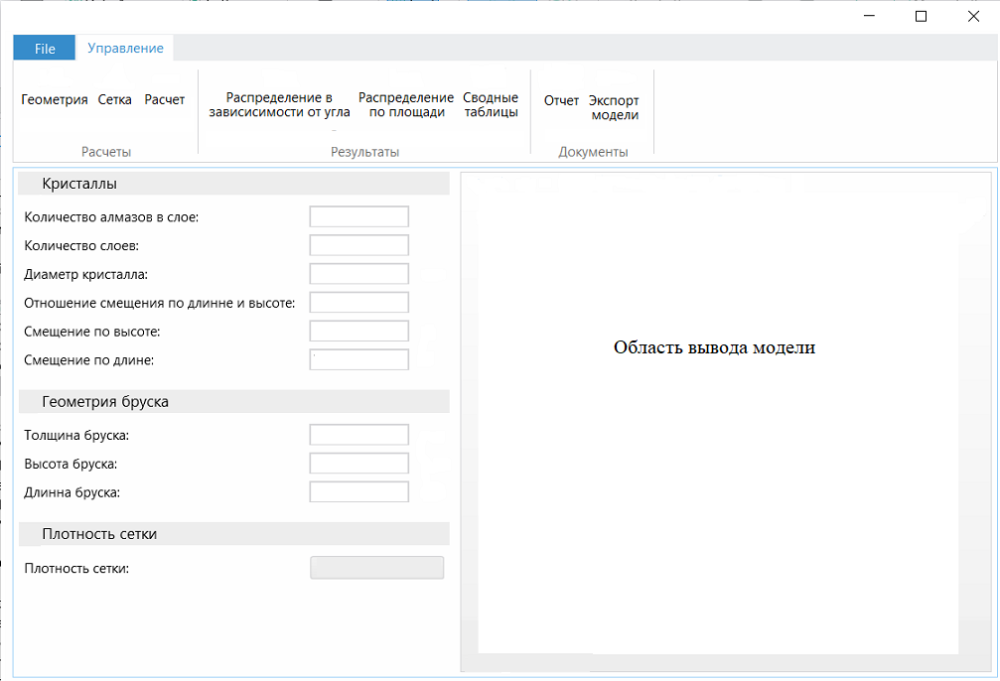 File Управление
Геометрия Сетка Расчет
Распределение в
зависисимости от угла
Распределение
по площади
Сводные
таблицы
Отчет
Экспорт
модели
Расчеты Результаты Документы
Кристаллы
Количество алмазов в слое:
Количество слоев:
Диаметр кристалла:
Отношение смещения по длинне и высоте:
Смещение по высоте:
Смещение по длине:
Геометрия бруска
Толщина бруска:
Высота бруска:
Длинна бруска:
Плотность сетки
Плотность сетки:
Область вывода модели